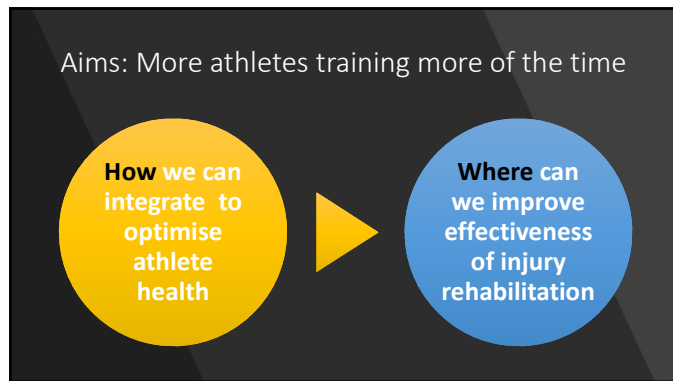 Aims: More athletes training more of the time
How we can
integrate to
optimise
athlete
health
Where can
we improve
effectiveness
of injury
rehabilitation